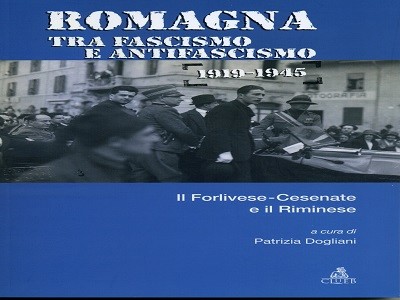 ROMAGNA
TRA FASCISMO
E ANTIFASCISMO
[1919-1945]
Il Forlivese-Cesenate
e il Riminese
a cura di
Patrizia Dogliani
CLUEB